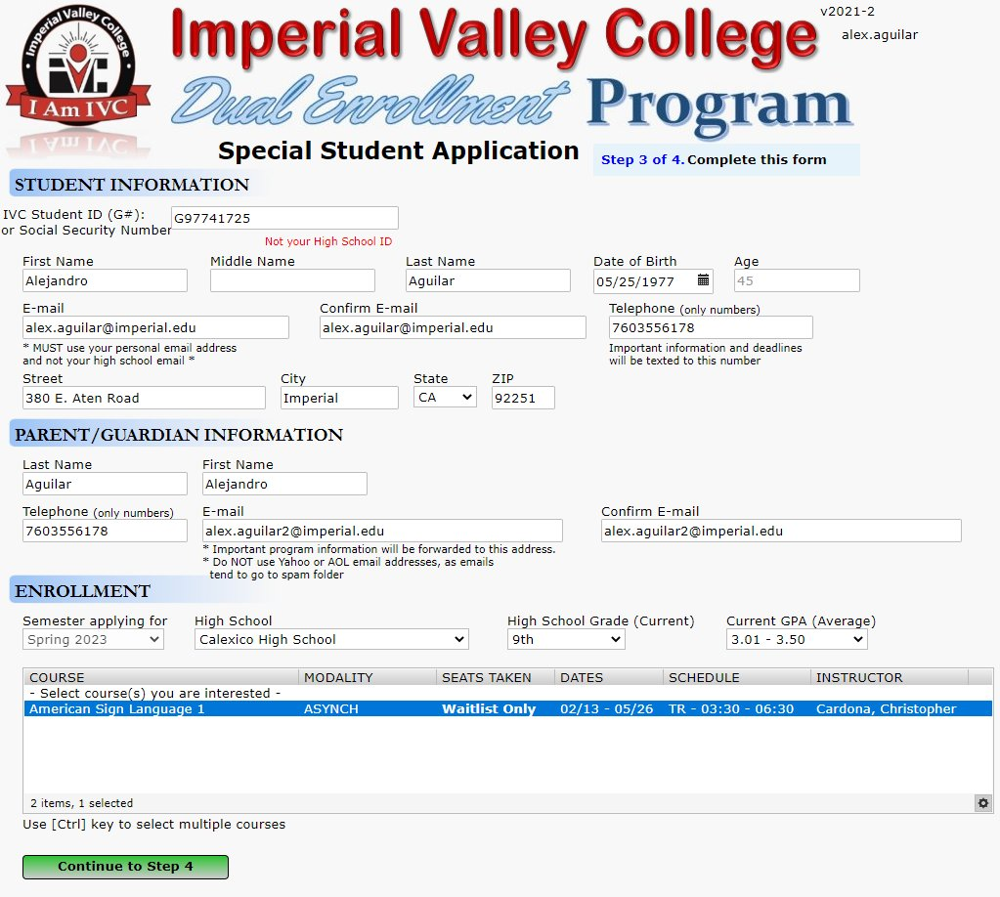 Imperial Valley College
IVC
I Am IVC
Imperial Valley College
v2021-2
alex.aguilar
Dual Enrollment Program
Special Student Application
Step 3 of 4. Complete this form
STUDENT INFORMATION
IVC Student ID (G#):
or Social Security Number
G97741725
Not your High School ID
First Name Middle Name Last Name Date of Birth Age
Alejandro Aguilar 05/25/1977 45
E-mail Confirm E-mail Telephone (only numbers)
alex.aguilar@imperial.edu alex.aguilar@imperial.edu 7603556178
* MUST use your personal email address
and not your high school email *
Important information and deadlines
will be texted to this number
Street City State ZIP
380 E. Aten Road Imperial CA 92251
PARENT/GUARDIAN INFORMATION
Last Name First Name
Aguilar Alejandro
Telephone (only numbers) E-mail Confirm E-mail
7603556178 alex.aguilar2@imperial.edu alex.aguilar2@imperial.edu
* Important program information will be forwarded to this address.
* Do NOT use Yahoo or AOL email addresses, as emails
tend to go to spam folder
ENROLLMENT
Semester applying for High School High School Grade (Current) Current GPA (Average)
Spring 2023 Calexico High School 9th 3.01 - 3.50
COURSE MODALITY SEATS TAKEN DATES SCHEDULE INSTRUCTOR
- Select course(s) you are interested -
American Sign Language 1 ASYNCH Waitlist Only 02/13 - 05/26 TR - 03:30 - 06:30 Cardona, Christopher
2 items, 1 selected
Use [Ctrl] key to select multiple courses
Continue to Step 4